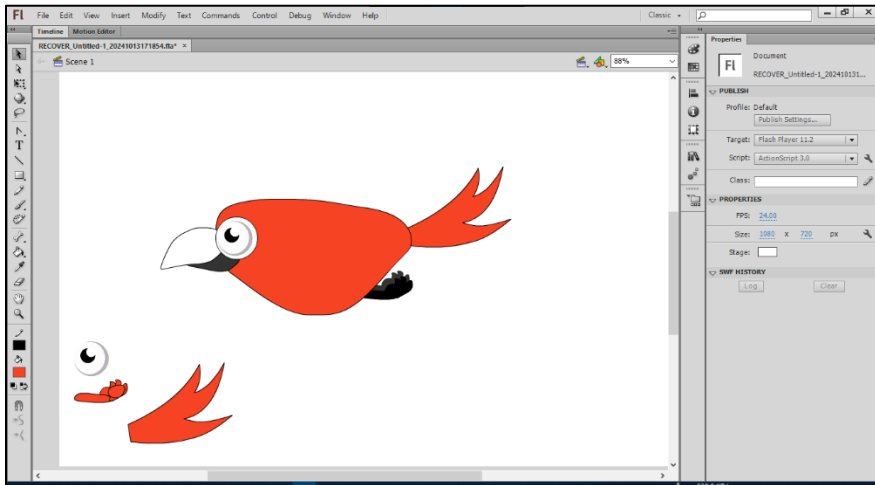 Fl File Edit View Insert Modify Text Commands Control Debug Window Help Classic
Timeline Motion Editor
RECOVER_Untitled-1_20241013171854.fla* ×
Scene 1 88%
Properties
Fl Document
RECOVER_Untitled-1_202410131...
PUBLISH
Profile: Default
Publish Settings...
Target: Flash Player 11.2
Script: ActionScript 3.0
Class:
PROPERTIES
FPS: 24.00
Size: 1080 x 720 px
Stage:
SWF HISTORY
Log Clear